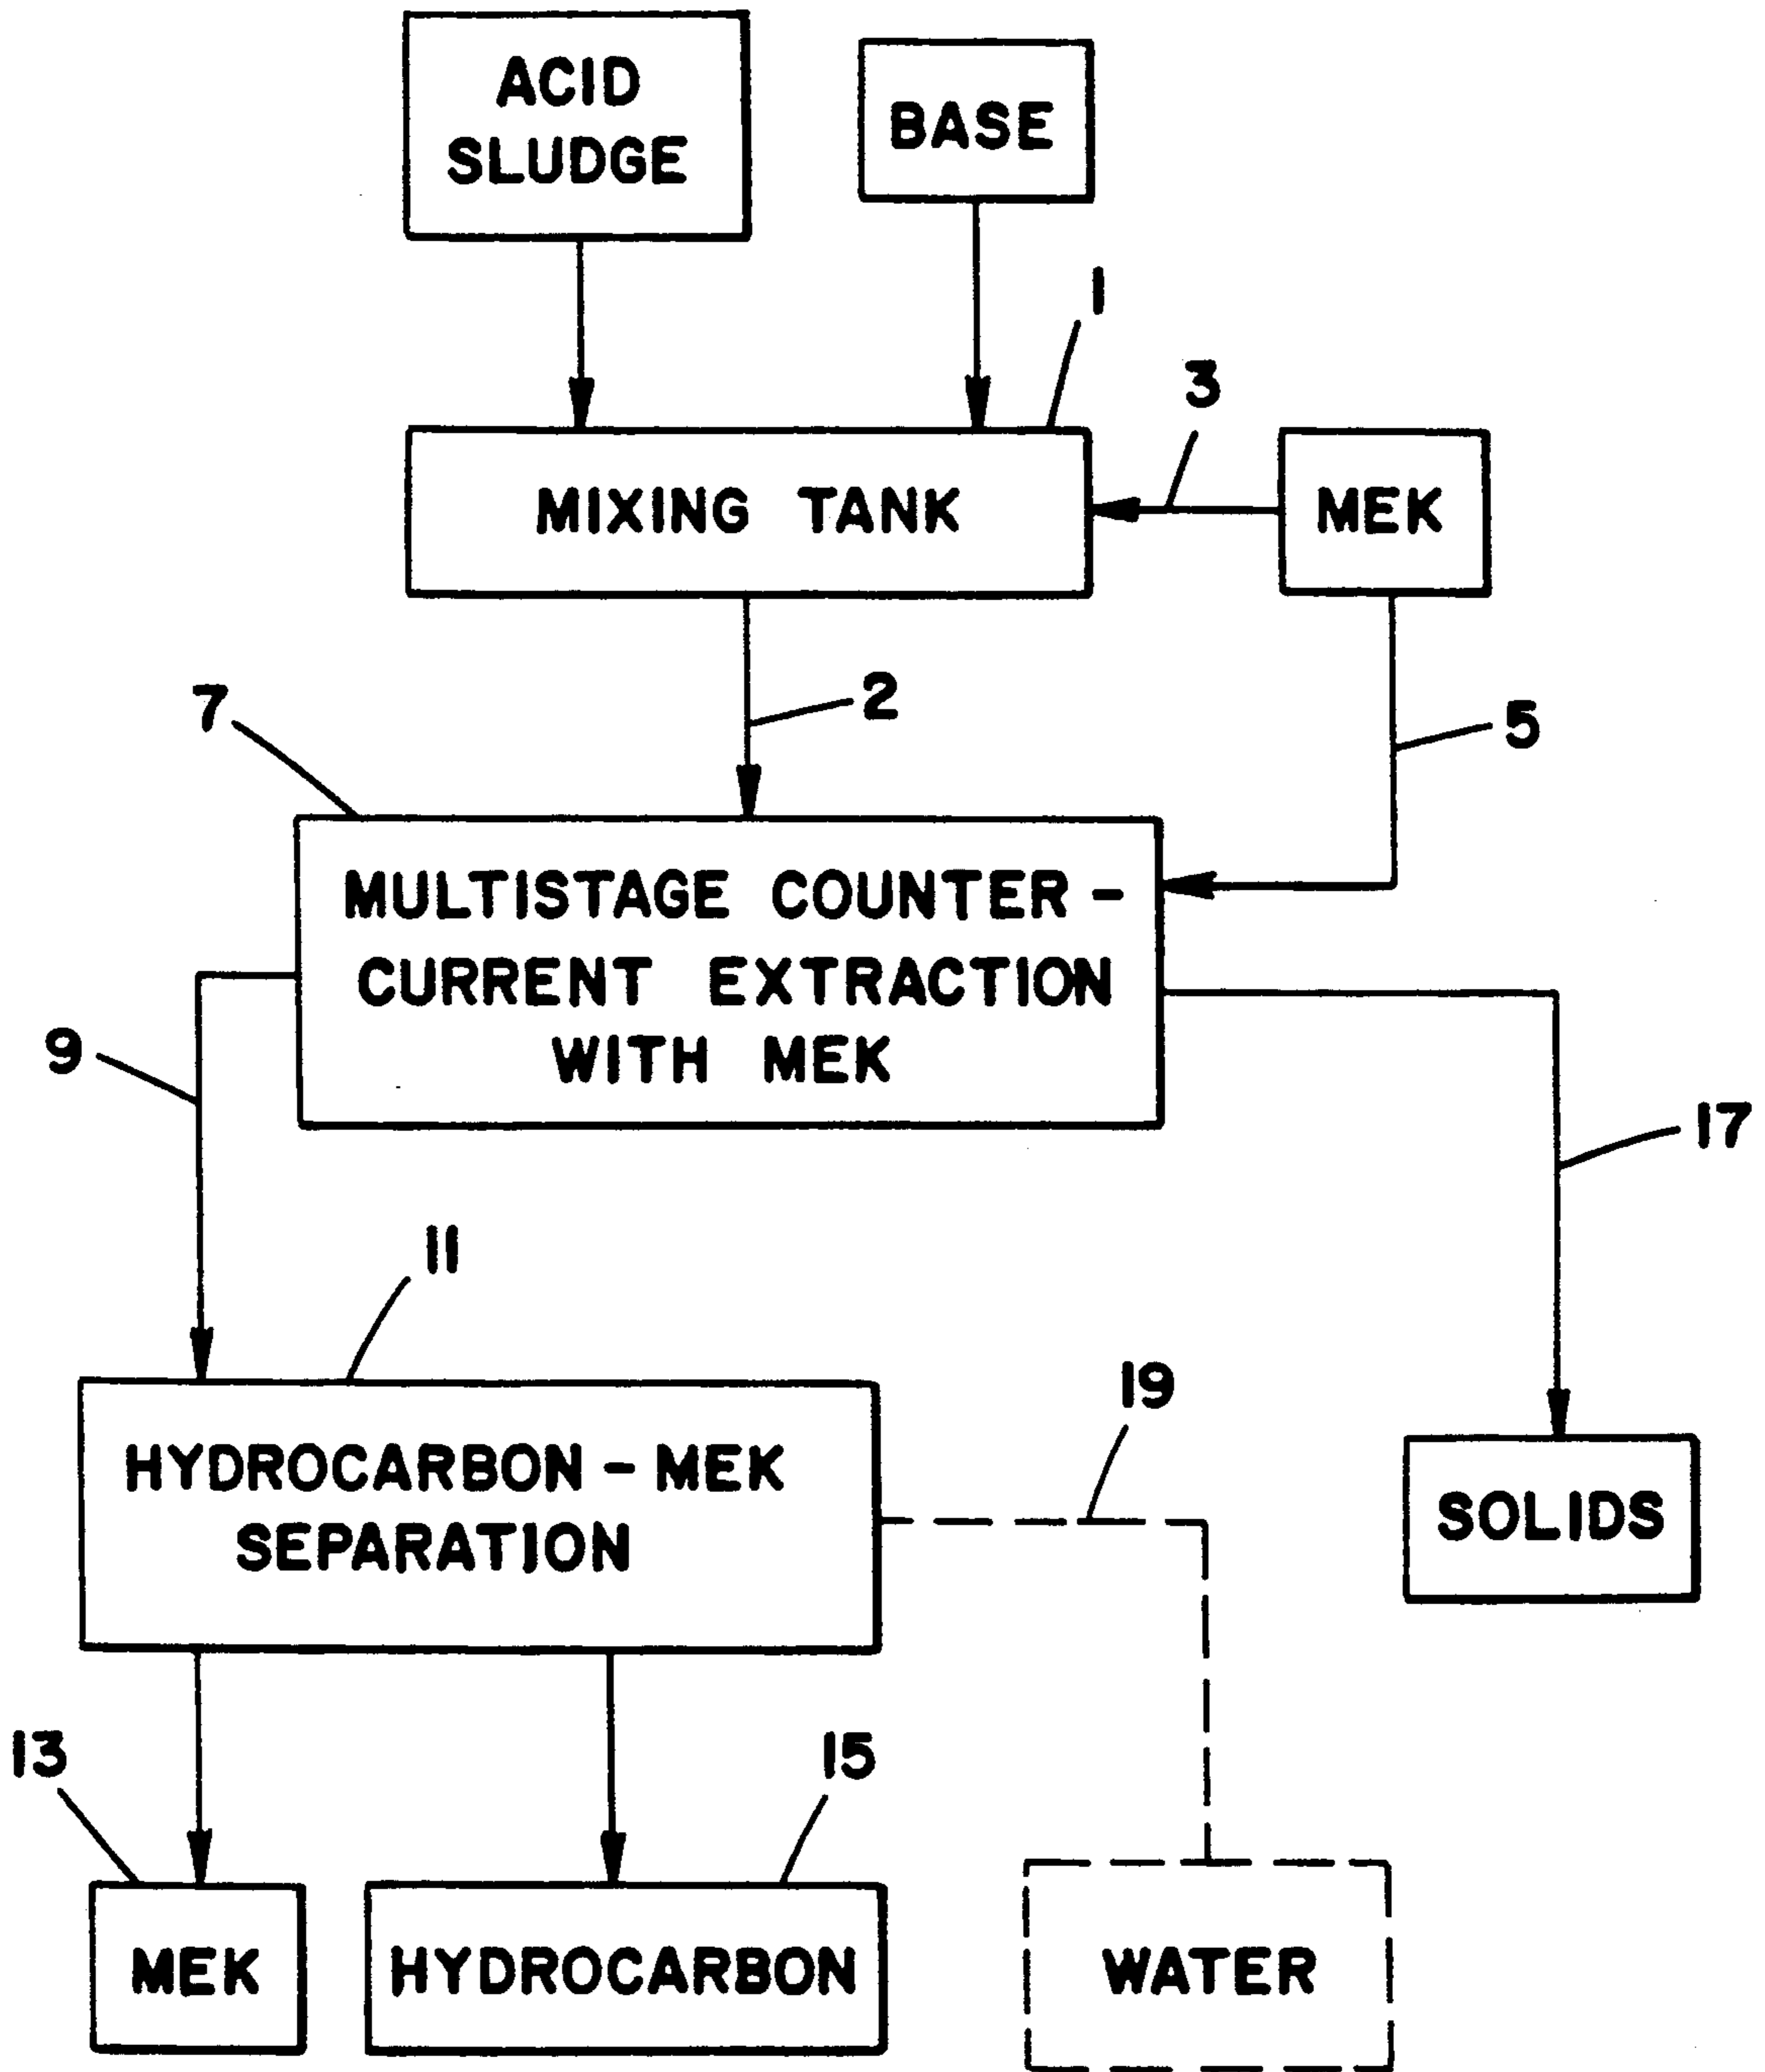 ACID
SLUDGE
BASE
1
3
MIXING TANK
MEK
2
5
7
MULTISTAGE COUNTER-
CURRENT EXTRACTION
WITH MEK
9
17
11
19
HYDROCARBON-MEK
SEPARATION
SOLIDS
13
15
MEK
HYDROCARBON
WATER